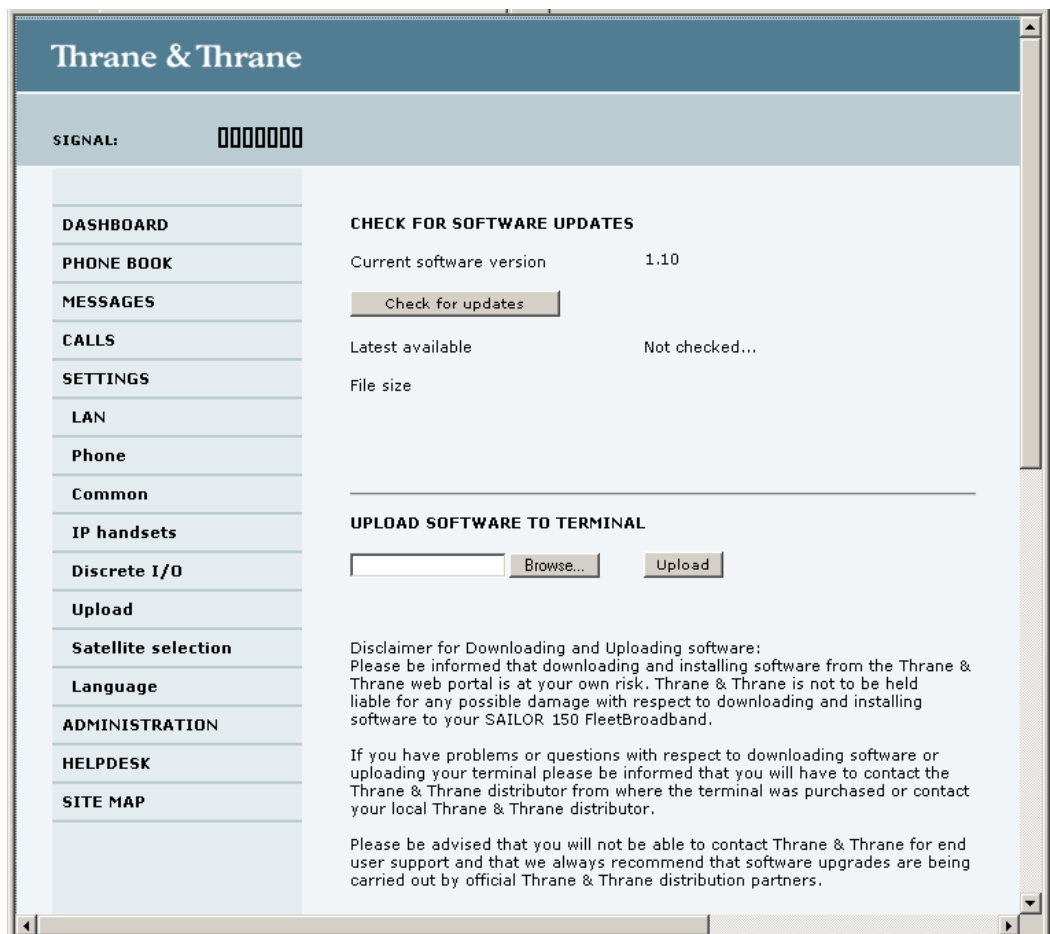 Thrane & Thrane
SIGNAL:
DASHBOARD
PHONE BOOK
MESSAGES
CALLS
SETTINGS
LAN
Phone
Common
IP handsets
Discrete I/O
Upload
Satellite selection
Language
ADMINISTRATION
HELPDESK
SITE MAP
CHECK FOR SOFTWARE UPDATES
Current software version 1.10
Check for updates
Latest available Not checked...
File size
UPLOAD SOFTWARE TO TERMINAL
Browse... Upload
Disclaimer for Downloading and Uploading software:
Please be informed that downloading and installing software from the Thrane &
Thrane web portal is at your own risk. Thrane & Thrane is not to be held
liable for any possible damage with respect to downloading and installing
software to your SAILOR 150 FleetBroadband.
If you have problems or questions with respect to downloading software or
uploading your terminal please be informed that you will have to contact the
Thrane & Thrane distributor from where the terminal was purchased or contact
your local Thrane & Thrane distributor.
Please be advised that you will not be able to contact Thrane & Thrane for end
user support and that we always recommend that software upgrades are being
carried out by official Thrane & Thrane distribution partners.